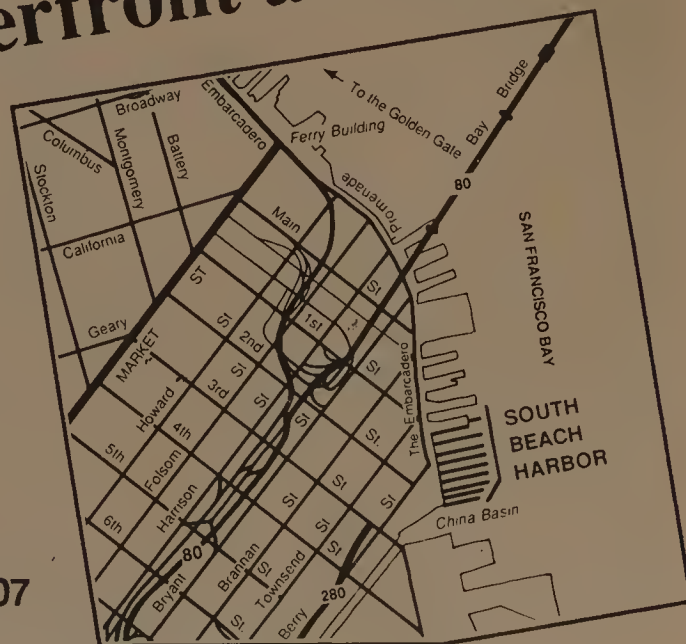 erfront
Broadway
Embarcadero
To the Golden Gate
Bay Bridge
Columbus
Montgomery
Battery
Ferry Building
Stockton
Promenade
80
California
Main
SAN FRANCISCO BAY
ST
St
Geary
St
1st
MARKET
2nd
St
3rd
St
The Embarcadero
Howard
St
St.
4th
SOUTH
BEACH
HARBOR
5th
Folsom
St
St
Harrison
St
St
6th
China Basin
80
Brannan
St
St
07
Bryant
St
Townsend
280
St
Berry